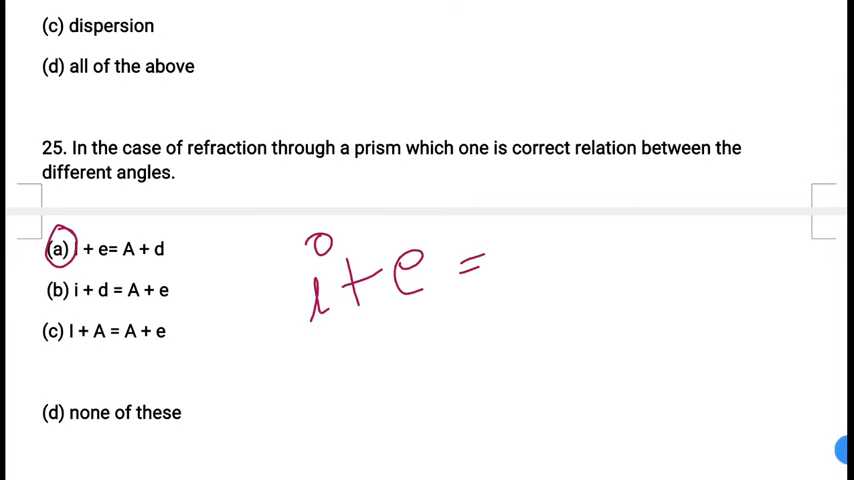 (c) dispersion
(d) all of the above
25. In the case of refraction through a prism which one is correct relation between the
different angles.
(a) + e= A + d
(b) i + d = A + e
(c) I + A = A + e
(d) none of these
i + e =